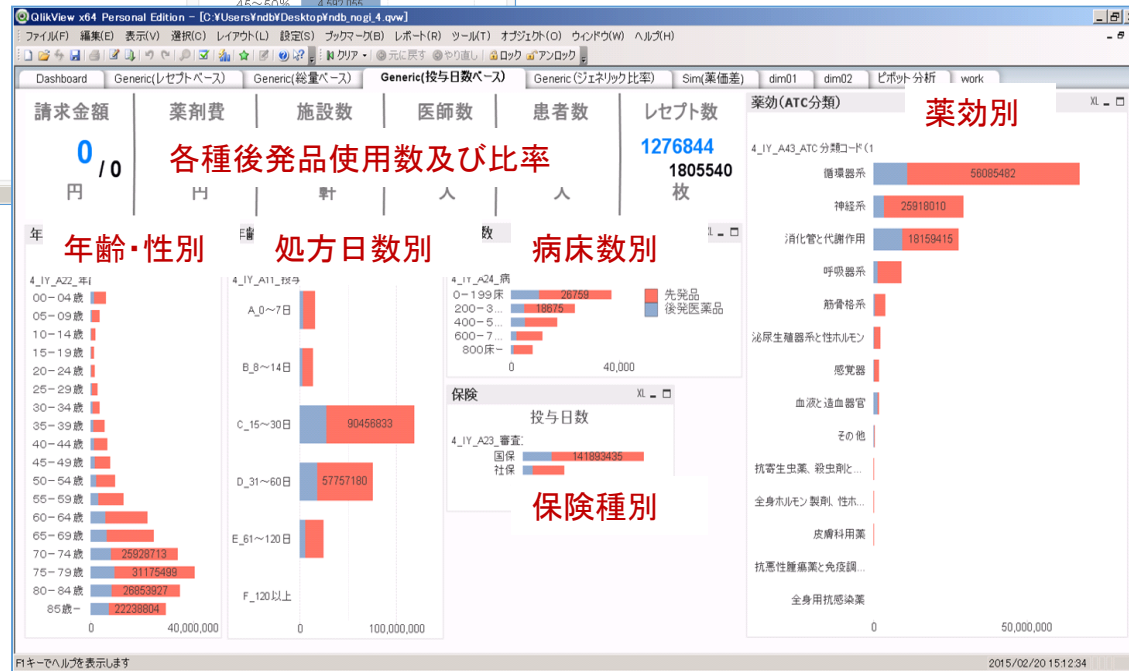 45～50% 4,592,055
QlikView x64 Personal Edition - [C:¥Users¥ndb¥Desktop¥ndb_nogi_4.qvw]
ファイル(F) 編集(E) 表示(V) 選択(C) レイアウト(L) 設定(S) ブックマーク(B) レポート(R) ツール(T) オブジェクト(O) ウィンドウ(W) ヘルプ(H)
クリア 元に戻す やり直し ロック アンロック
Dashboard Generic(レセプトベース) Generic(総量ベース) Generic(投与日数ベース) Generic(ジェネリック比率) Sim(薬価差) dim01 dim02 ピボット分析 work
請求金額 薬剤費 施設数 医師数 患者数 レセプト数
0 / 0 1276844
1805540
円 円 軒 人 人 枚
各種後発品使用数及び比率
年齢・性別
4_IY_A22_年
00-04歳
05-09歳
10-14歳
15-19歳
20-24歳
25-29歳
30-34歳
35-39歳
40-44歳
45-49歳
50-54歳
55-59歳
60-64歳
65-69歳
70-74歳 25928713
75-79歳 31175499
80-84歳 26853927
85歳- 22238804
0 40,000,000
処方日数別
4_IY_A11_投与
A_0～7日
B_8～14日
C_15～30日 90456833
D_31～60日 57757180
E_61～120日
F_120以上
0 100,000,000
数 XL
病床数別
4_IY_A24_病
0-199床 26759
200-3... 18675
400-5...
600-7...
800床-
0 40,000
先発品
後発医薬品
保険 XL
投与日数
4_IY_A23_審査
国保 141893435
社保
保険種別
薬効(ATC分類) XL
薬効別
4_IY_A43_ATC分類コード(1
循環器系 56085482
神経系 25918010
消化管と代謝作用 18159415
呼吸器系
筋骨格系
泌尿生殖器系と性ホルモン
感覚器
血液と造血器官
その他
抗寄生虫薬、殺虫剤と...
全身ホルモン製剤、性ホ...
皮膚科用薬
抗悪性腫瘍薬と免疫調...
全身用抗感染薬
0 50,000,000
F1キーでヘルプを表示します 2015/02/20 15:12:34